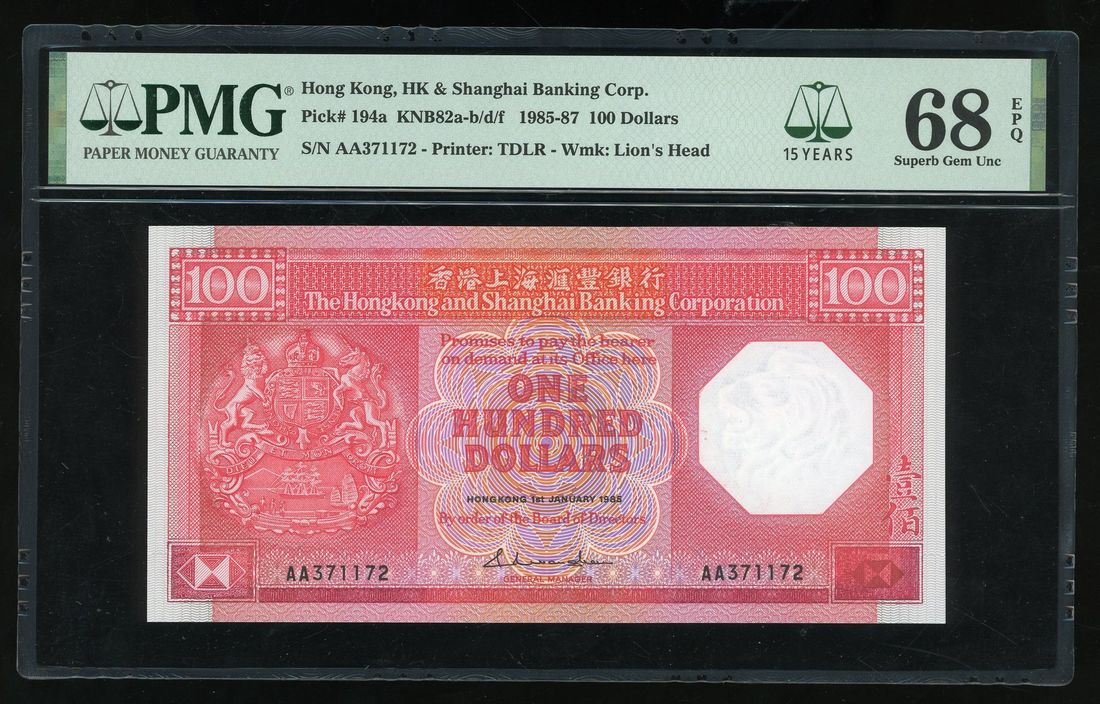 PMG®
PAPER MONEY GUARANTY
Hong Kong, HK & Shanghai Banking Corp.
Pick# 194a KNB82a-b/d/f 1985-87 100 Dollars
S/N AA371172 - Printer: TDLR - Wmk: Lion's Head
15 YEARS
68
EPQ
Superb Gem Unc
100
香港上海滙豐銀行
100
The Hongkong and Shanghai Banking Corporation
Promises to pay the bearer
on demand at its Office here
ONE
HUNDRED
DOLLARS
DIEU ET MON DROIT
HONGKONG 1st JANUARY 1985
By order of the Board of Directors
壹佰
AA371172
GENERAL MANAGER
AA371172